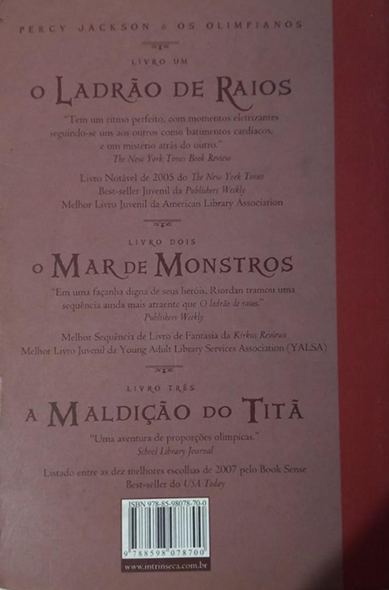 PERCY JACKSON & OS OLIMPIANOS
LIVRO UM
O LADRÃO DE RAIOS
"Tem um ritmo perfeito, com momentos eletrizantes
seguindo-se uns aos outros como batimentos cardíacos,
e um mistério atrás do outro."
The New York Times Book Review
Livro Notável de 2005 do The New York Times
Best-seller Juvenil da Publishers Weekly
Melhor Livro Juvenil da American Library Association
LIVRO DOIS
O MAR DE MONSTROS
"Em uma façanha digna de seus heróis, Riordan tramou uma
sequência ainda mais atraente que O ladrão de raios."
Publishers Weekly
Melhor Sequência de Livro de Fantasia da Kirkus Reviews
Melhor Livro Juvenil da Young Adult Library Services Association (YALSA)
LIVRO TRÊS
A MALDIÇÃO DO TITÃ
"Uma aventura de proporções olímpicas."
School Library Journal
Listado entre as dez melhores escolhas de 2007 pelo Book Sense
Best-seller do USA Today
ISBN 978-85-98078-70-0
9 788598 078700
www.intrinseca.com.br